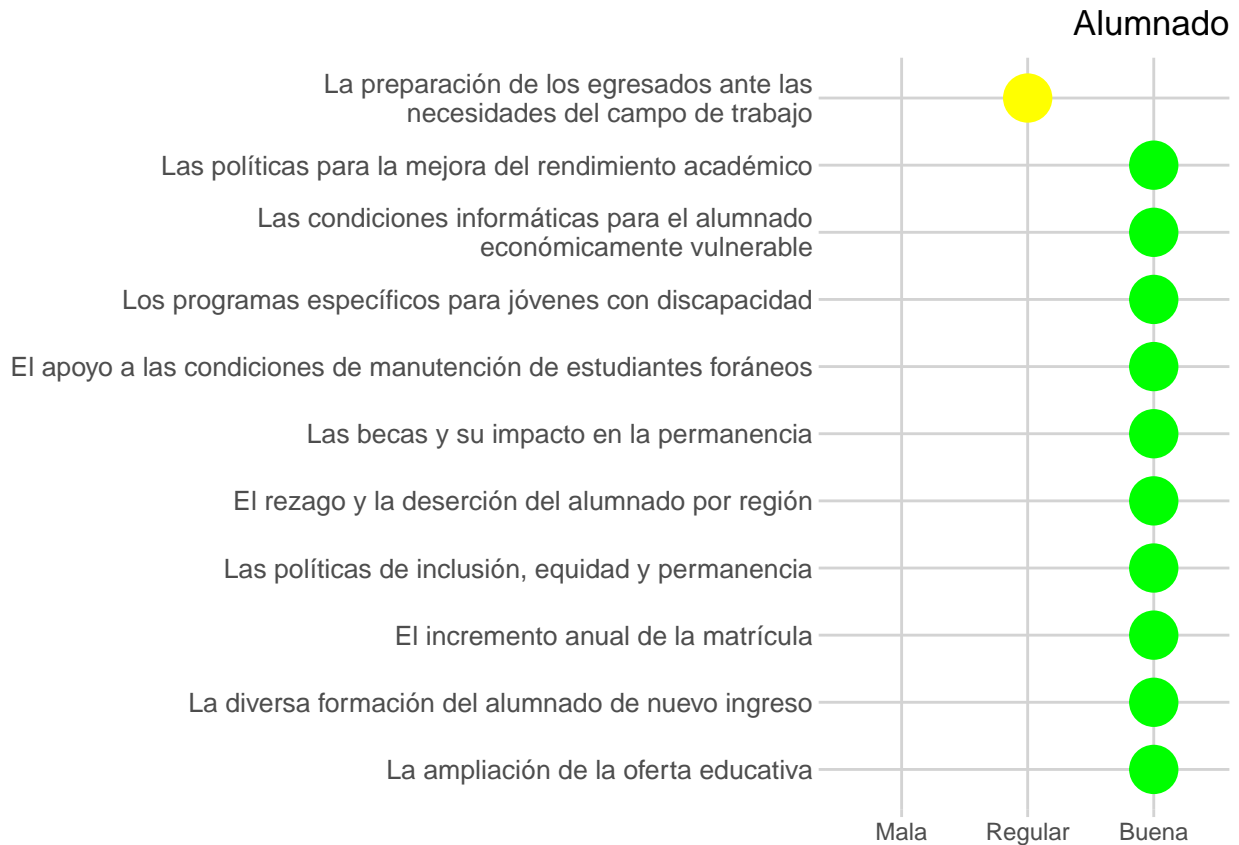 Alumnado
La preparación de los egresados ante las
necesidades del campo de trabajo
Las políticas para la mejora del rendimiento académico
Las condiciones informáticas para el alumnado
económicamente vulnerable
Los programas específicos para jóvenes con discapacidad
El apoyo a las condiciones de manutención de estudiantes foráneos
Las becas y su impacto en la permanencia
El rezago y la deserción del alumnado por región
Las políticas de inclusión, equidad y permanencia
El incremento anual de la matrícula
La diversa formación del alumnado de nuevo ingreso
La ampliación de la oferta educativa
Mala Regular Buena